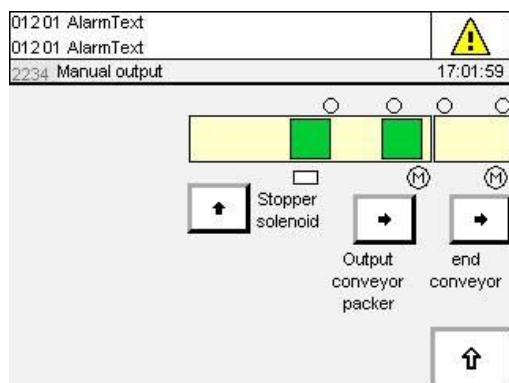 01201 AlarmText
01201 AlarmText
2234 Manual output 17:01:59
M M
Stopper
solenoid
Output
conveyor
packer
end
conveyor